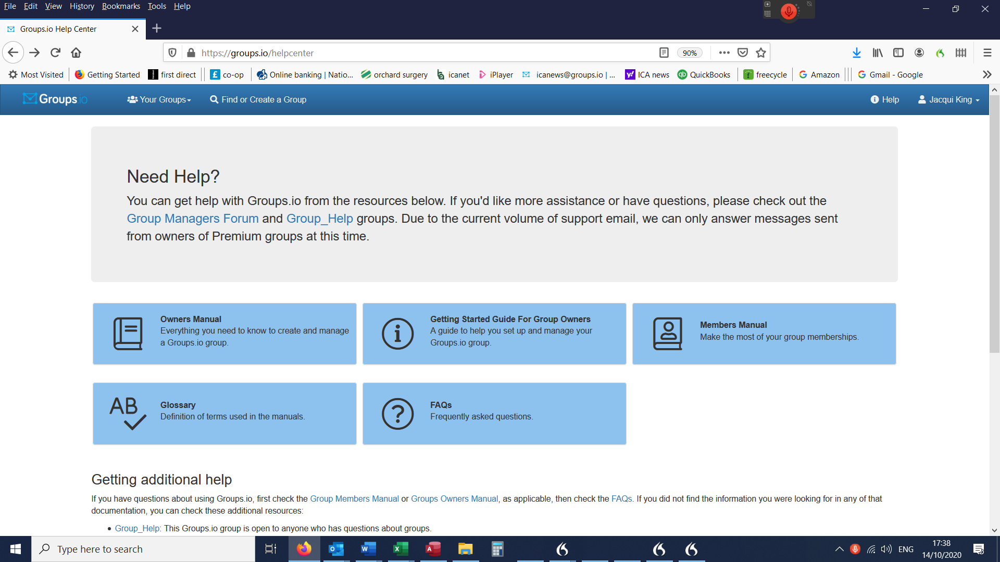 File Edit View History Bookmarks Tools Help
Groups.io Help Center
https://groups.io/helpcenter
90%
Most Visited Getting Started first direct co-op Online banking | Natio... orchard surgery icanet iPlayer icanews@groups.io | ... ICA news QuickBooks freecycle Amazon Gmail - Google
Groups.io Your Groups Find or Create a Group Help Jacqui King
Need Help?
You can get help with Groups.io from the resources below. If you'd like more assistance or have questions, please check out the
Group Managers Forum and Group_Help groups. Due to the current volume of support email, we can only answer messages sent
from owners of Premium groups at this time.
Owners Manual
Everything you need to know to create and manage
a Groups.io group.
Getting Started Guide For Group Owners
A guide to help you set up and manage your
Groups.io group.
Members Manual
Make the most of your group memberships.
AB
Glossary
Definition of terms used in the manuals.
FAQs
Frequently asked questions.
Getting additional help
If you have questions about using Groups.io, first check the Group Members Manual or Groups Owners Manual, as applicable, then check the FAQs. If you did not find the information you were looking for in any of that
documentation, you can check these additional resources:
• Group_Help: This Groups.io group is open to anyone who has questions about groups.
Type here to search
ENG
17:38
14/10/2020